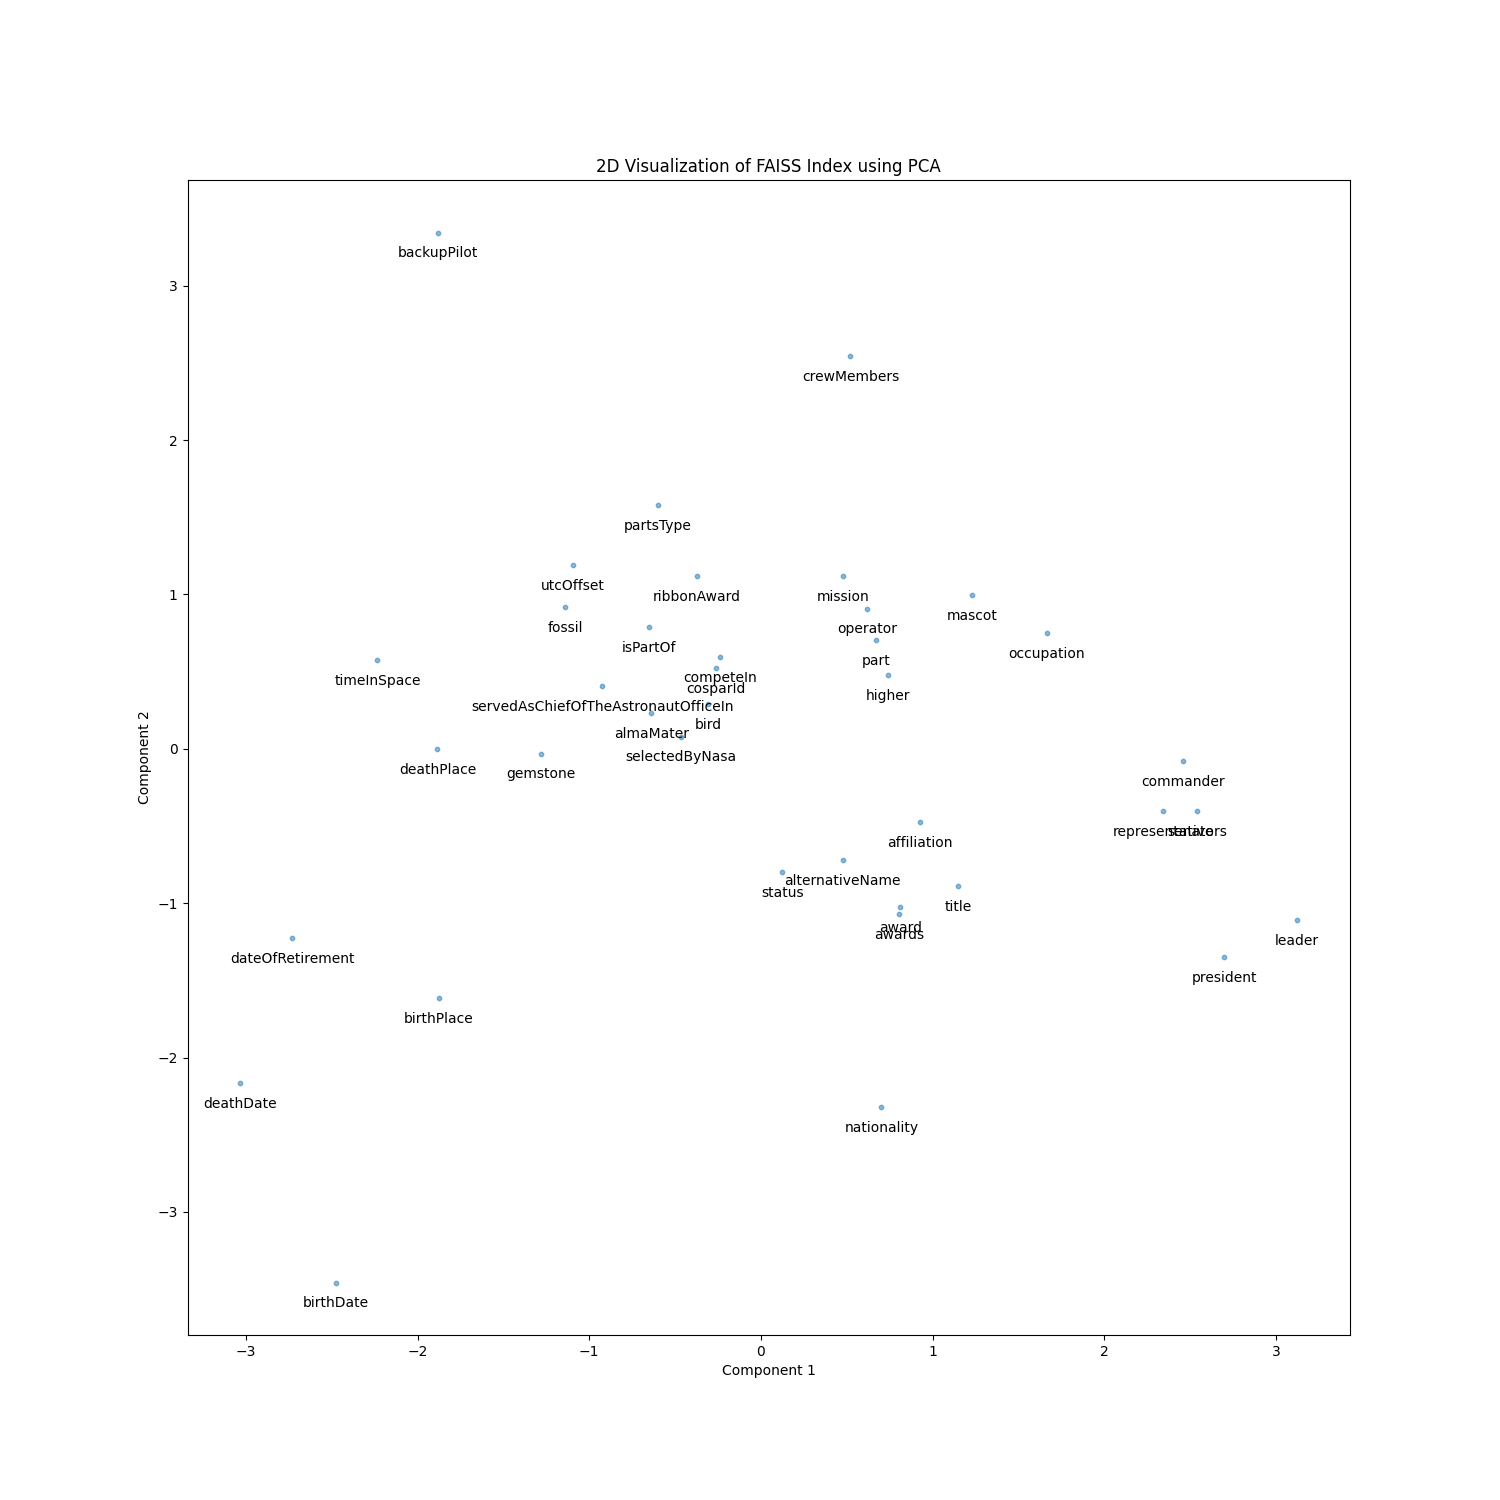 2D Visualization of FAISS Index using PCA
backupPilot
3
crewMembers
2
partsType
utcOffset
ribbonAward
mission
1
mascot
fossil
operator
isPartOf
occupation
part
timeInSpace
competeIn
cosparId
higher
servedAsChiefOfTheAstronautOfficeIn
bird
almaMater
0
selectedByNasa
deathPlace
gemstone
commander
Component 2
representative
senators
affiliation
alternativeName
status
−1
title
award
awards
leader
dateOfRetirement
president
birthPlace
−2
deathDate
nationality
−3
birthDate
−3 −2 −1 0 1 2 3
Component 1